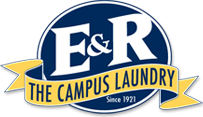 E&R
THE CAMPUS LAUNDRY
Since 1921